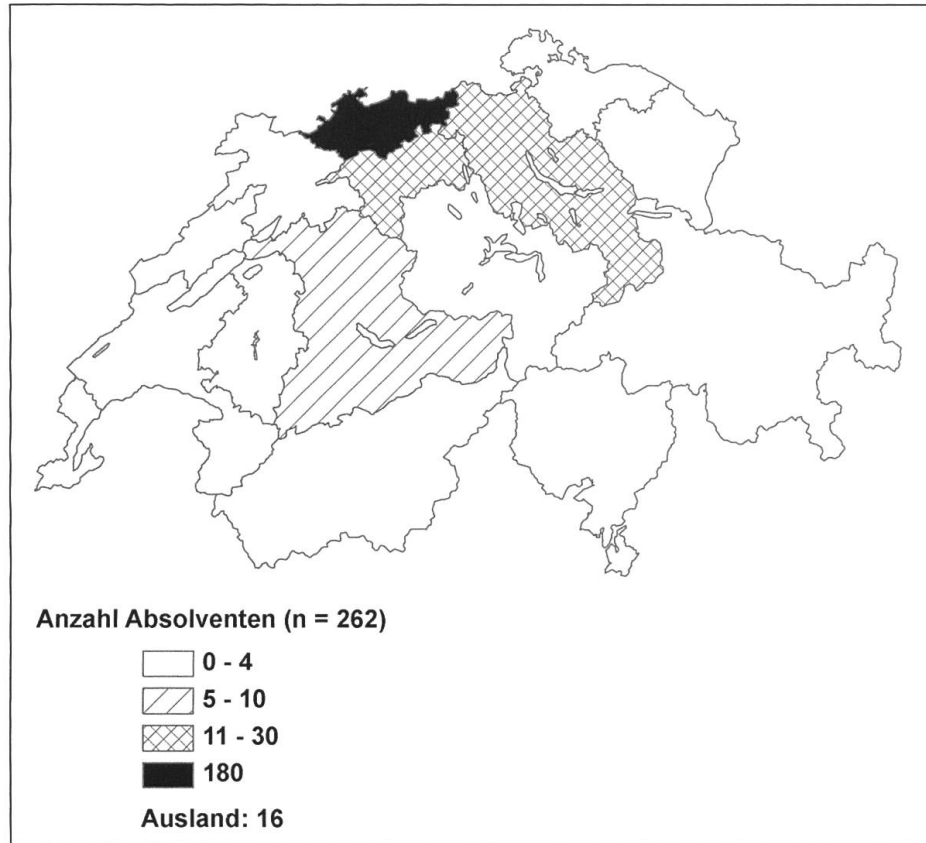 Anzahl Absolventen (n = 262)
0 - 4
5 - 10
11 - 30
180
Ausland: 16